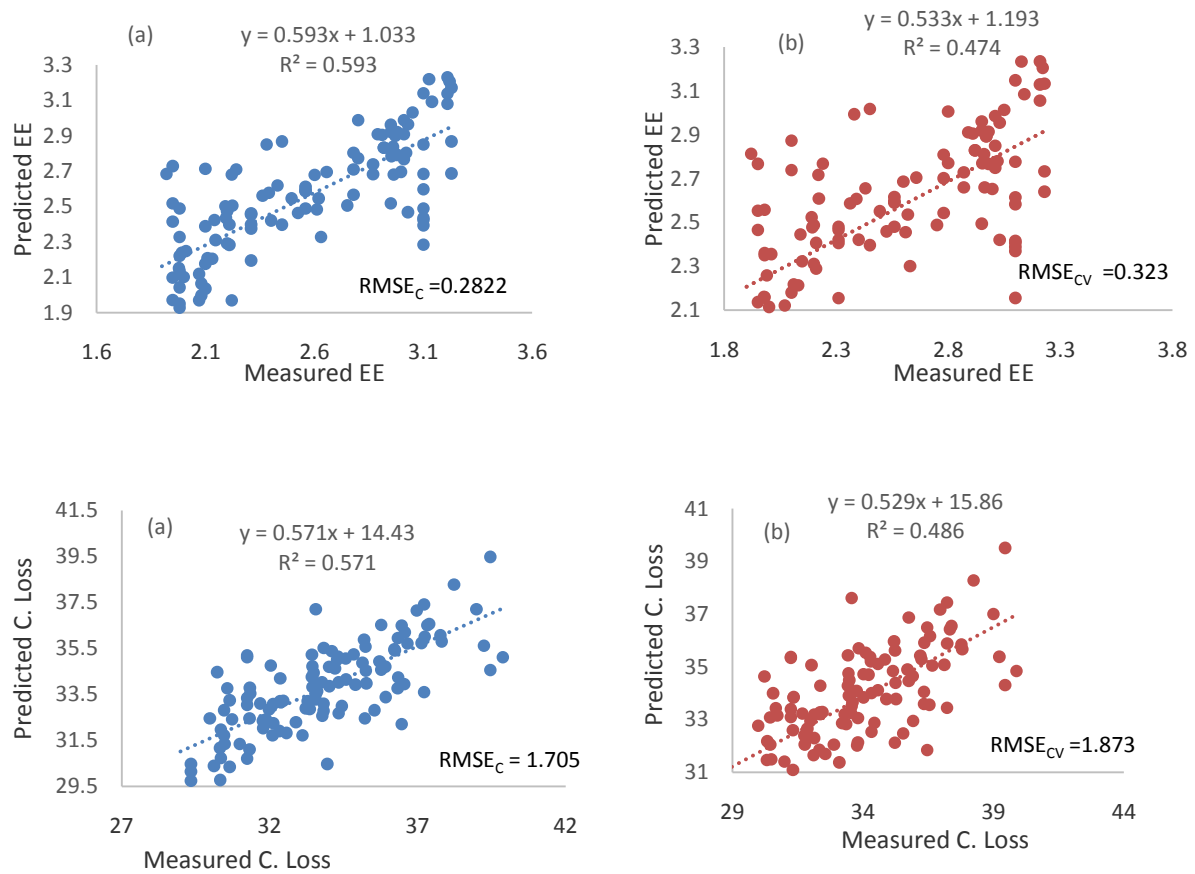 (a)
y = 0.593x + 1.033
R² = 0.593
Predicted EE
3.3
3.1
2.9
2.7
2.5
2.3
2.1
1.9
RMSE_C =0.2822
1.6 2.1 2.6 3.1 3.6
Measured EE
(b)
y = 0.533x + 1.193
R² = 0.474
Predicted EE
3.3
3.1
2.9
2.7
2.5
2.3
2.1
RMSE_CV =0.323
1.8 2.3 2.8 3.3 3.8
Measured EE
(a)
y = 0.571x + 14.43
R² = 0.571
Predicted C. Loss
41.5
39.5
37.5
35.5
33.5
31.5
29.5
RMSE_C = 1.705
27 32 37 42
Measured C. Loss
(b)
y = 0.529x + 15.86
R² = 0.486
Predicted C. Loss
41
39
37
35
33
31
RMSE_CV =1.873
29 34 39 44
Measured C. Loss